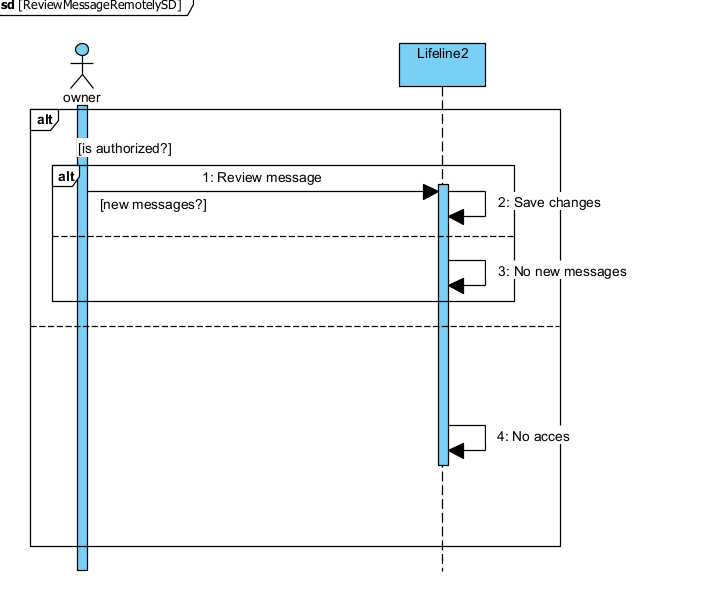 sd [ReviewMessageRemotelySD]
Lifeline2
owner
alt
[is authorized?]
alt
1: Review message
[new messages?]
2: Save changes
3: No new messages
4: No acces